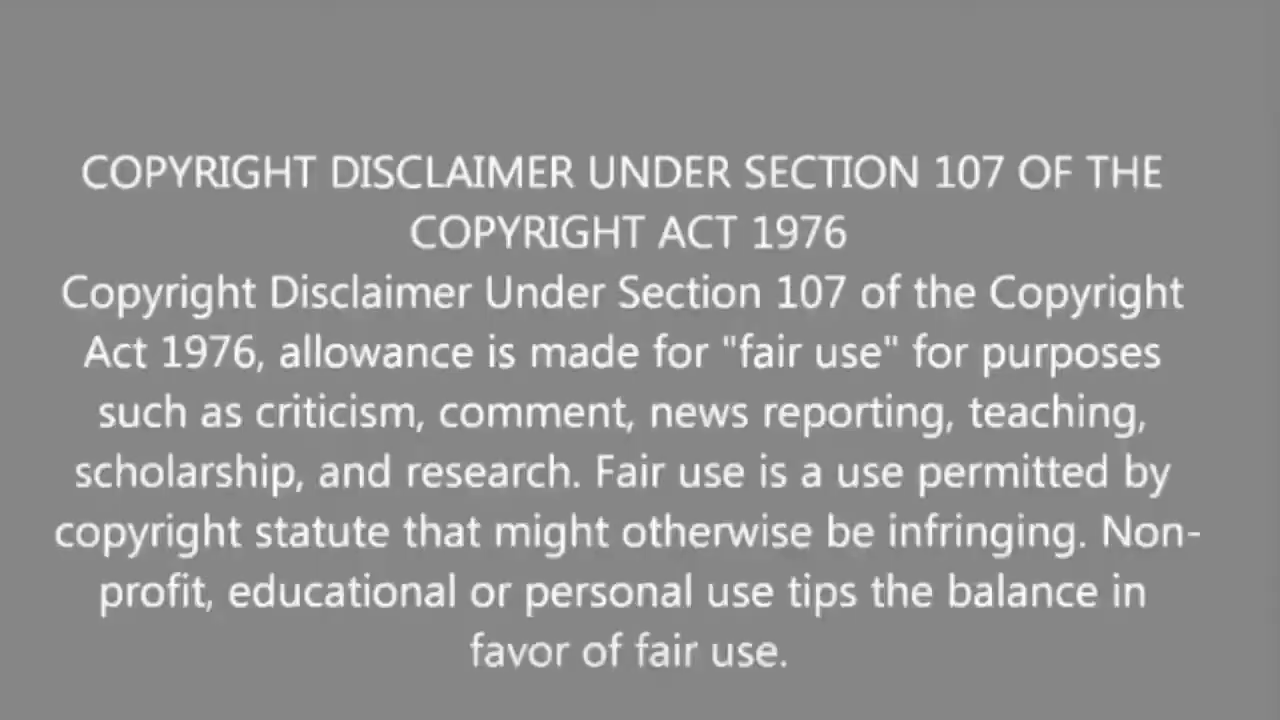 COPYRIGHT DISCLAIMER UNDER SECTION 107 OF THE
COPYRIGHT ACT 1976
Copyright Disclaimer Under Section 107 of the Copyright
Act 1976, allowance is made for "fair use" for purposes
such as criticism, comment, news reporting, teaching,
scholarship, and research. Fair use is a use permitted by
copyright statute that might otherwise be infringing. Non-
profit, educational or personal use tips the balance in
favor of fair use.